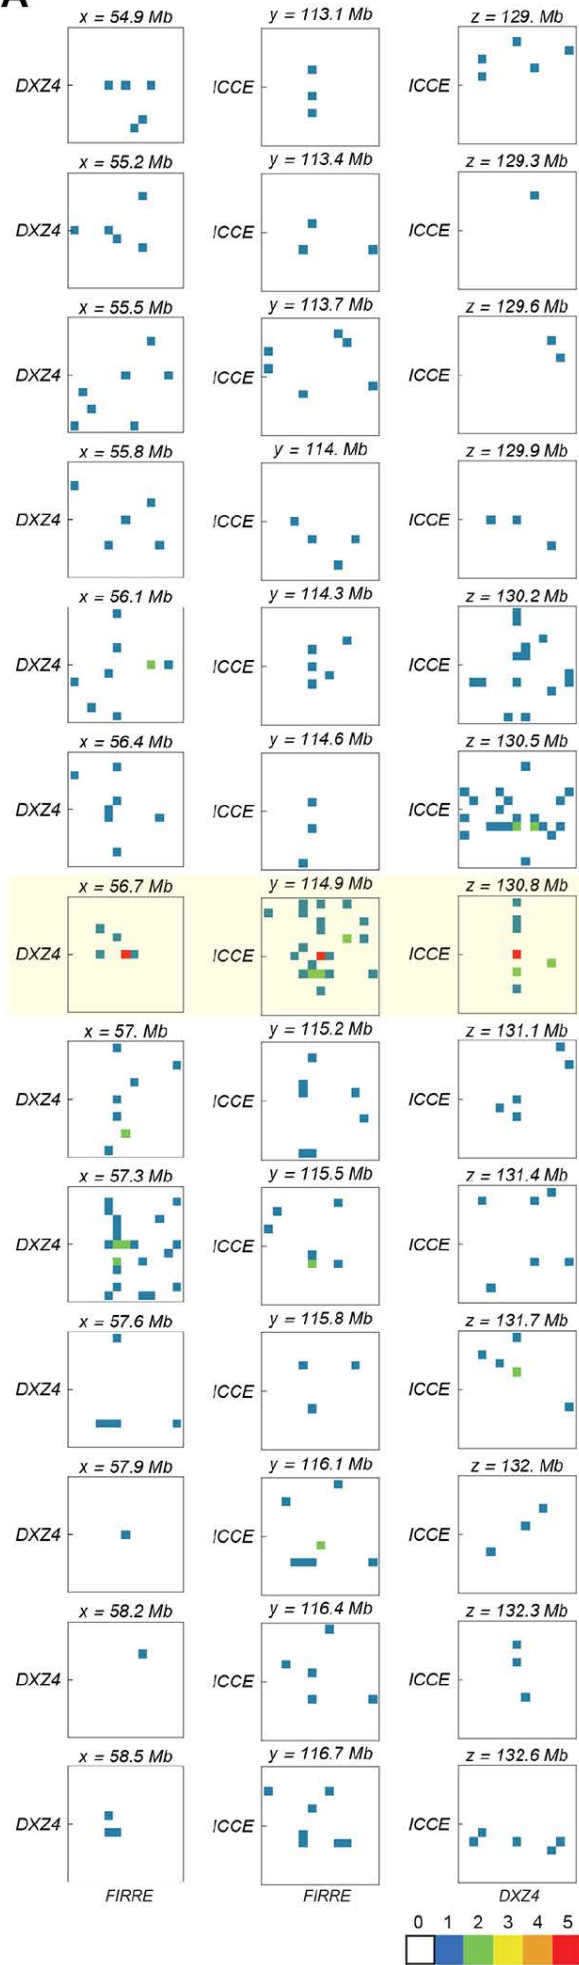 A
x = 54.9 Mb y = 113.1 Mb z = 129. Mb
DXZ4 ICCE ICCE
x = 55.2 Mb y = 113.4 Mb z = 129.3 Mb
DXZ4 ICCE ICCE
x = 55.5 Mb y = 113.7 Mb z = 129.6 Mb
DXZ4 ICCE ICCE
x = 55.8 Mb y = 114. Mb z = 129.9 Mb
DXZ4 ICCE ICCE
x = 56.1 Mb y = 114.3 Mb z = 130.2 Mb
DXZ4 ICCE ICCE
x = 56.4 Mb y = 114.6 Mb z = 130.5 Mb
DXZ4 ICCE ICCE
x = 56.7 Mb y = 114.9 Mb z = 130.8 Mb
DXZ4 ICCE ICCE
x = 57. Mb y = 115.2 Mb z = 131.1 Mb
DXZ4 ICCE ICCE
x = 57.3 Mb y = 115.5 Mb z = 131.4 Mb
DXZ4 ICCE ICCE
x = 57.6 Mb y = 115.8 Mb z = 131.7 Mb
DXZ4 ICCE ICCE
x = 57.9 Mb y = 116.1 Mb z = 132. Mb
DXZ4 ICCE ICCE
x = 58.2 Mb y = 116.4 Mb z = 132.3 Mb
DXZ4 ICCE ICCE
x = 58.5 Mb y = 116.7 Mb z = 132.6 Mb
DXZ4 ICCE ICCE
FIRRE FIRRE DXZ4
0 1 2 3 4 5